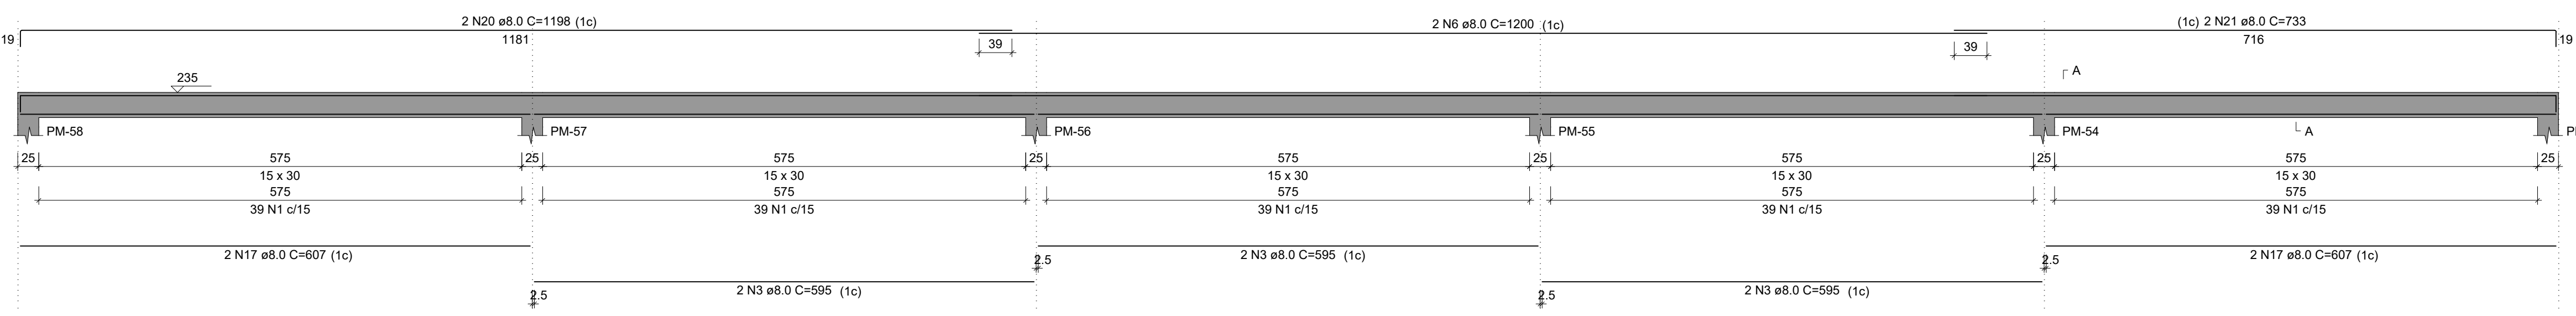 2 N20 ø8.0 C=1198 (1c)
2 N6 ø8.0 C=1200 (1c)
(1c) 2 N21 ø8.0 C=733
19 1181 39 39 716 19
235 A
PM-58 PM-57 PM-56 PM-55 PM-54 A P
25 575 25 575 25 575 25 575 25 575 25
15 x 30 15 x 30 15 x 30 15 x 30 15 x 30
575 575 575 575 575
39 N1 c/15 39 N1 c/15 39 N1 c/15 39 N1 c/15 39 N1 c/15
2 N17 ø8.0 C=607 (1c) 2 N3 ø8.0 C=595 (1c) 2 N17 ø8.0 C=607 (1c)
2.5 2.5
2 N3 ø8.0 C=595 (1c) 2 N3 ø8.0 C=595 (1c)
2.5 2.5